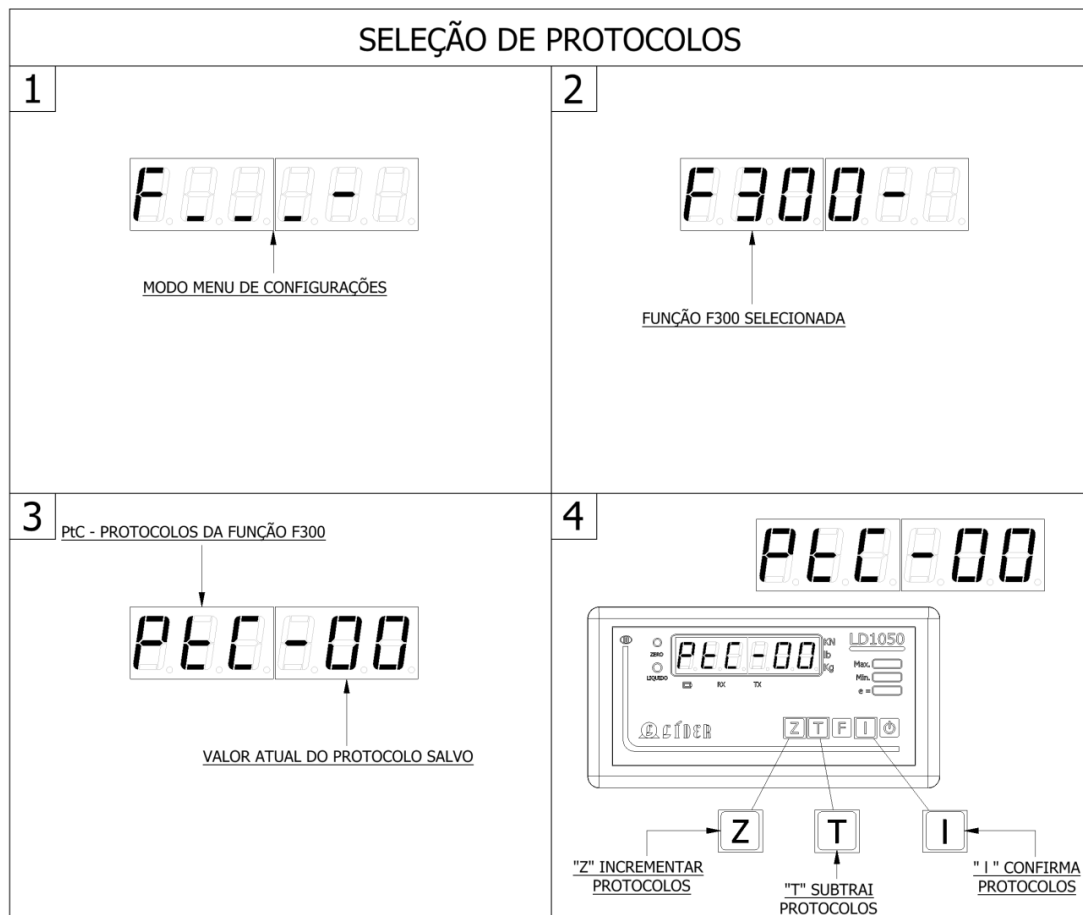 SELEÇÃO DE PROTOCOLOS
1
F _ _ _ -
MODO MENU DE CONFIGURAÇÕES
2
F300-
FUNÇÃO F300 SELECIONADA
3
PtC - PROTOCOLOS DA FUNÇÃO F300
PtC-00
VALOR ATUAL DO PROTOCOLO SALVO
4
PtC-00
LD1050
PtC-00
KN
lb
Kg
ZERO
LIQUIDO
RX TX
Max.
Min.
e =
LÍDER
Z T F I
Z T I
"Z" INCREMENTAR
PROTOCOLOS
"T" SUBTRAI
PROTOCOLOS
" I " CONFIRMA
PROTOCOLOS